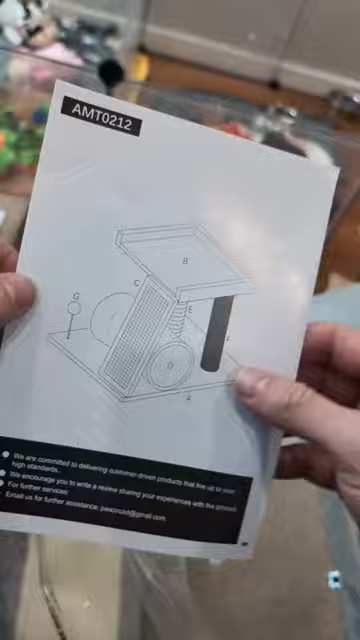 AMT0212
B
C
G
E
F
We are committed to delivering customer-driven products that live up to your
high standards.
We encourage you to write a review sharing your experiences with the product.
For further services:
Email us for further assistance: